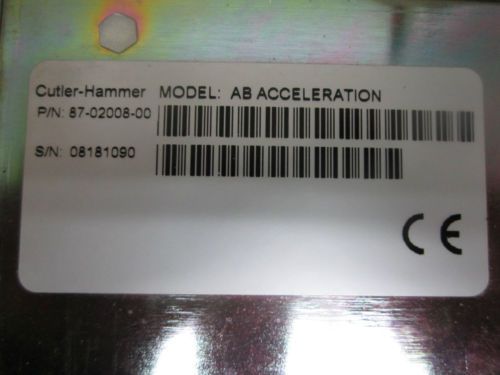 Cutler-Hammer MODEL: AB ACCELERATION
P/N: 87-02008-00
S/N: 08181090
CE